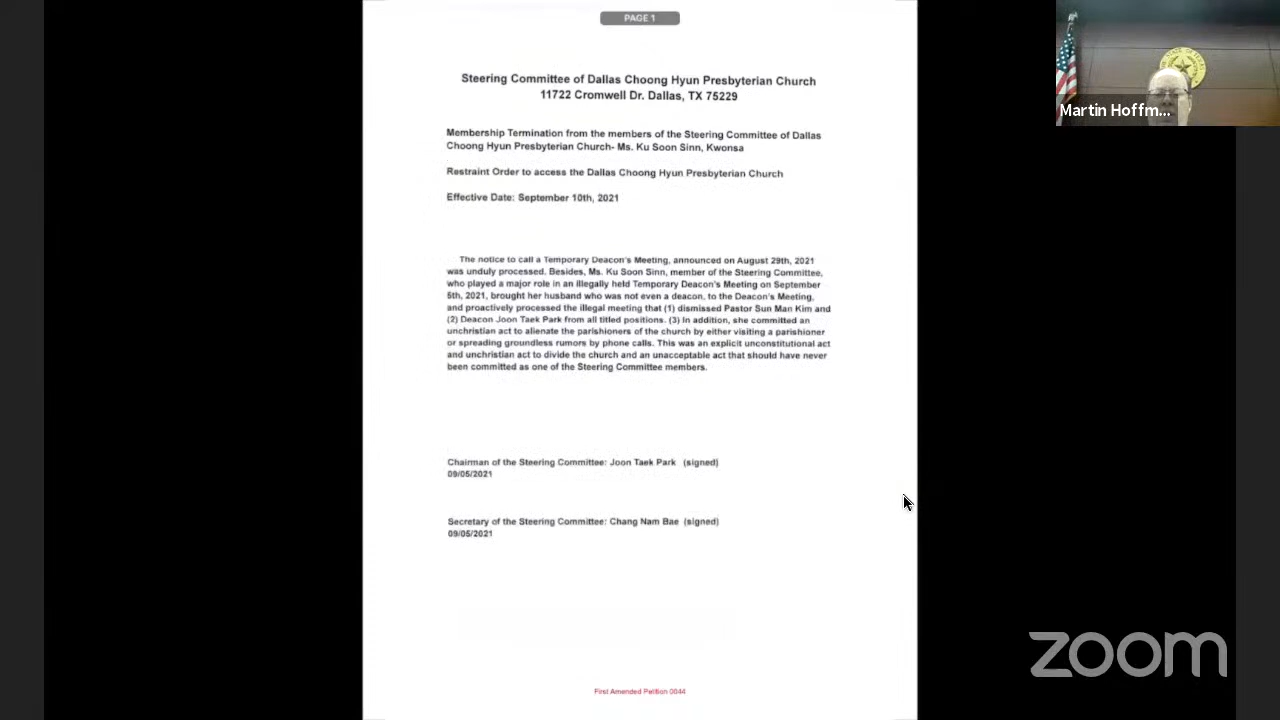 PAGE 1
Steering Committee of Dallas Choong Hyun Presbyterian Church
11722 Cromwell Dr. Dallas, TX 75229
Membership Termination from the members of the Steering Committee of Dallas
Choong Hyun Presbyterian Church- Ms. Ku Soon Sinn, Kwonsa
Restraint Order to access the Dallas Choong Hyun Presbyterian Church
Effective Date: September 10th, 2021
The notice to call a Temporary Deacon's Meeting, announced on August 29th, 2021
was unduly processed. Besides, Ms. Ku Soon Sinn, member of the Steering Committee,
who played a major role in an illegally held Temporary Deacon's Meeting on September
5th, 2021, brought her husband who was not even a deacon, to the Deacon's Meeting,
and proactively processed the illegal meeting that (1) dismissed Pastor Sun Man Kim and
(2) Deacon Joon Taek Park from all titled positions. (3) In addition, she committed an
unchristian act to alienate the parishioners of the church by either visiting a parishioner
or spreading groundless rumors by phone calls. This was an explicit unconstitutional act
and unchristian act to divide the church and an unacceptable act that should have never
been committed as one of the Steering Committee members.
Chairman of the Steering Committee: Joon Taek Park (signed)
09/05/2021
Secretary of the Steering Committee: Chang Nam Bae (signed)
09/05/2021
First Amended Petition 0044
Martin Hoffm...
zoom